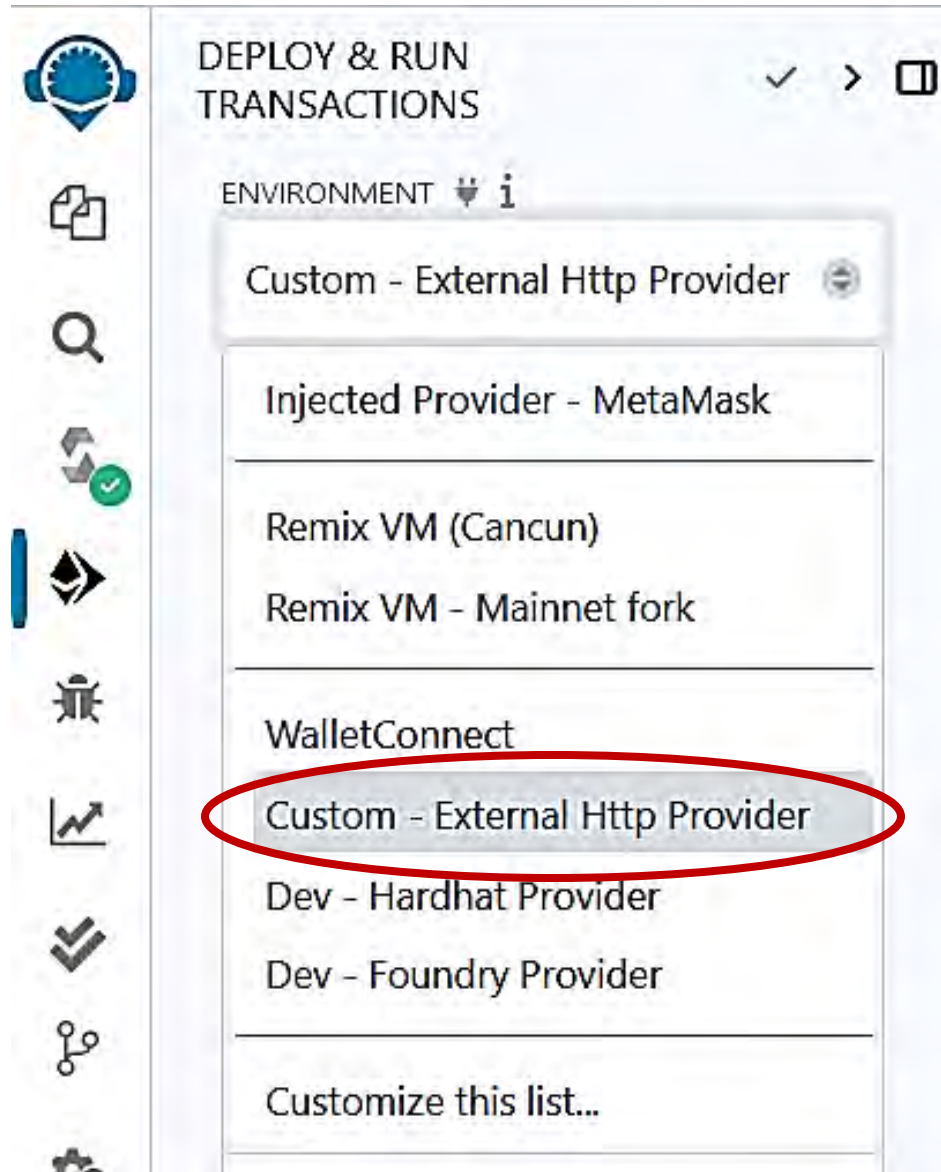 DEPLOY & RUN
TRANSACTIONS
ENVIRONMENT i
Custom - External Http Provider
Injected Provider - MetaMask
Remix VM (Cancun)
Remix VM - Mainnet fork
WalletConnect
Custom - External Http Provider
Dev - Hardhat Provider
Dev - Foundry Provider
Customize this list...